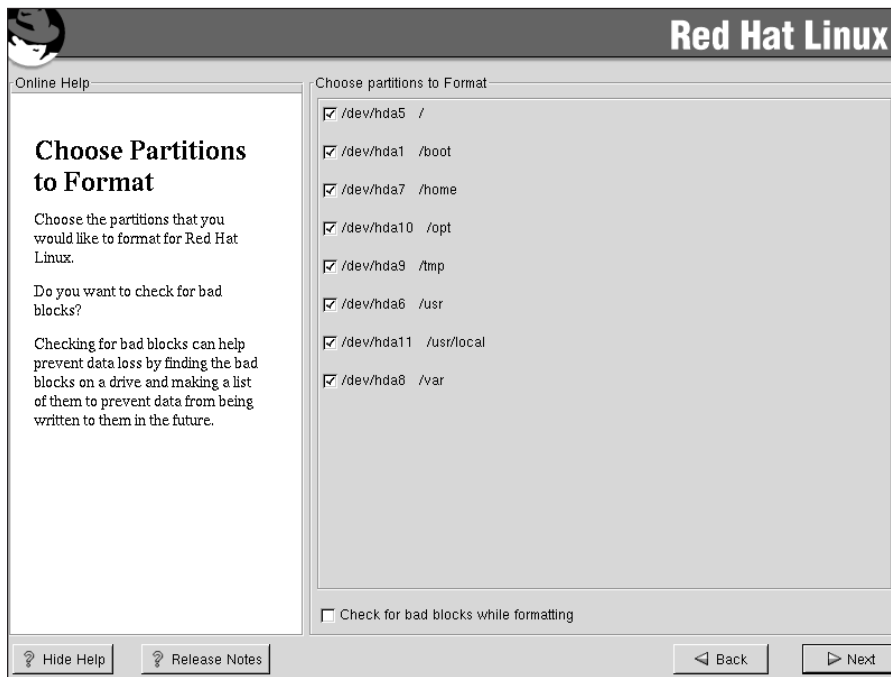 Red Hat Linux
Online Help
Choose Partitions
to Format
Choose the partitions that you
would like to format for Red Hat
Linux.
Do you want to check for bad
blocks?
Checking for bad blocks can help
prevent data loss by finding the bad
blocks on a drive and making a list
of them to prevent data from being
written to them in the future.
Choose partitions to Format
/dev/hda5 /
/dev/hda1 /boot
/dev/hda7 /home
/dev/hda10 /opt
/dev/hda9 /tmp
/dev/hda6 /usr
/dev/hda11 /usr/local
/dev/hda8 /var
Check for bad blocks while formatting
? Hide Help
? Release Notes
Back
Next